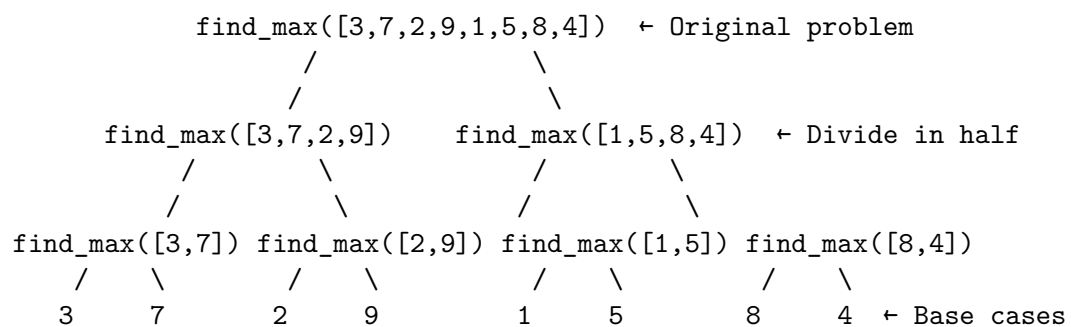 find_max([3,7,2,9,1,5,8,4]) ← Original problem
/ \
/ \
find_max([3,7,2,9]) find_max([1,5,8,4]) ← Divide in half
/ \ / \
/ \ / \
find_max([3,7]) find_max([2,9]) find_max([1,5]) find_max([8,4])
/ \ / \ / \ / \
3 7 2 9 1 5 8 4 ← Base cases